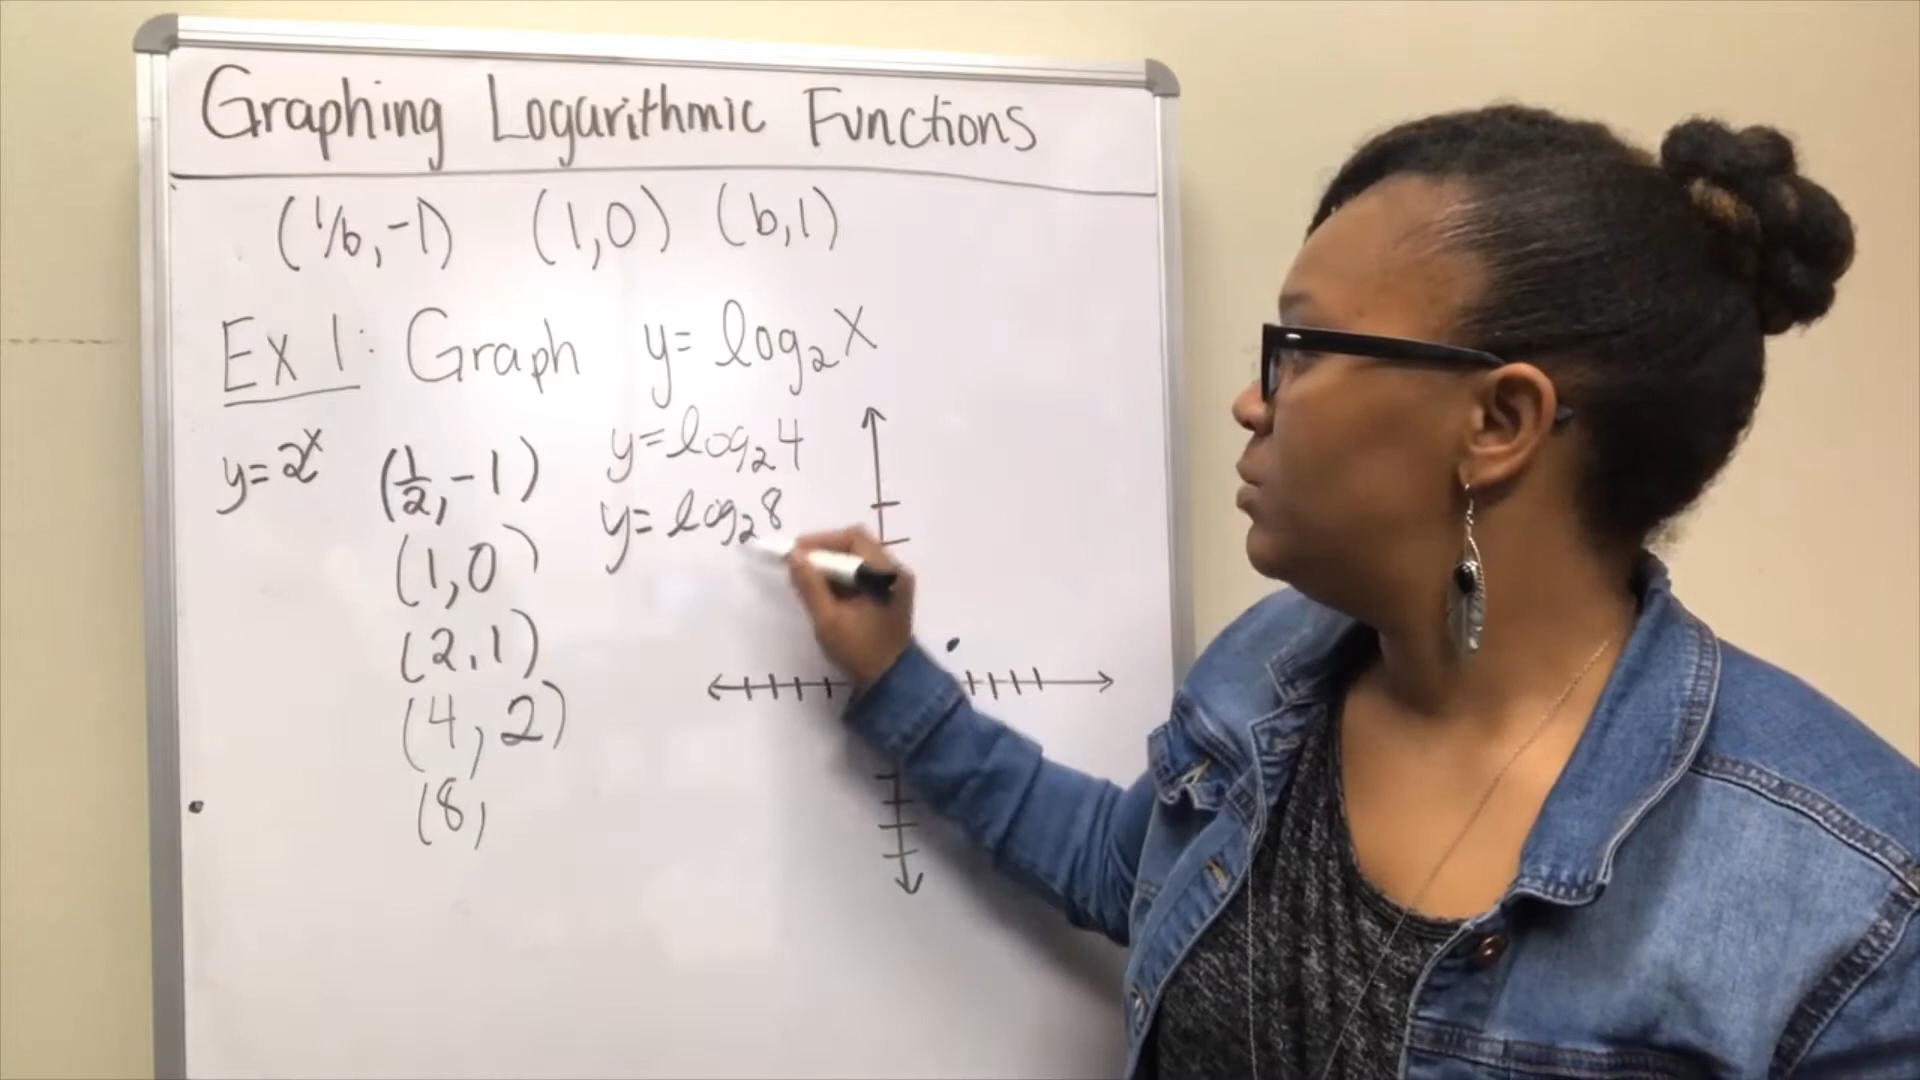 Graphing Logarithmic Functions
(1/b,-1) (1,0) (b,1)
Ex 1: Graph y= log₂X
y=2ˣ (1/2,-1) y=log₂4
(1,0) y= log₂8
(2,1)
(4,2)
(8,